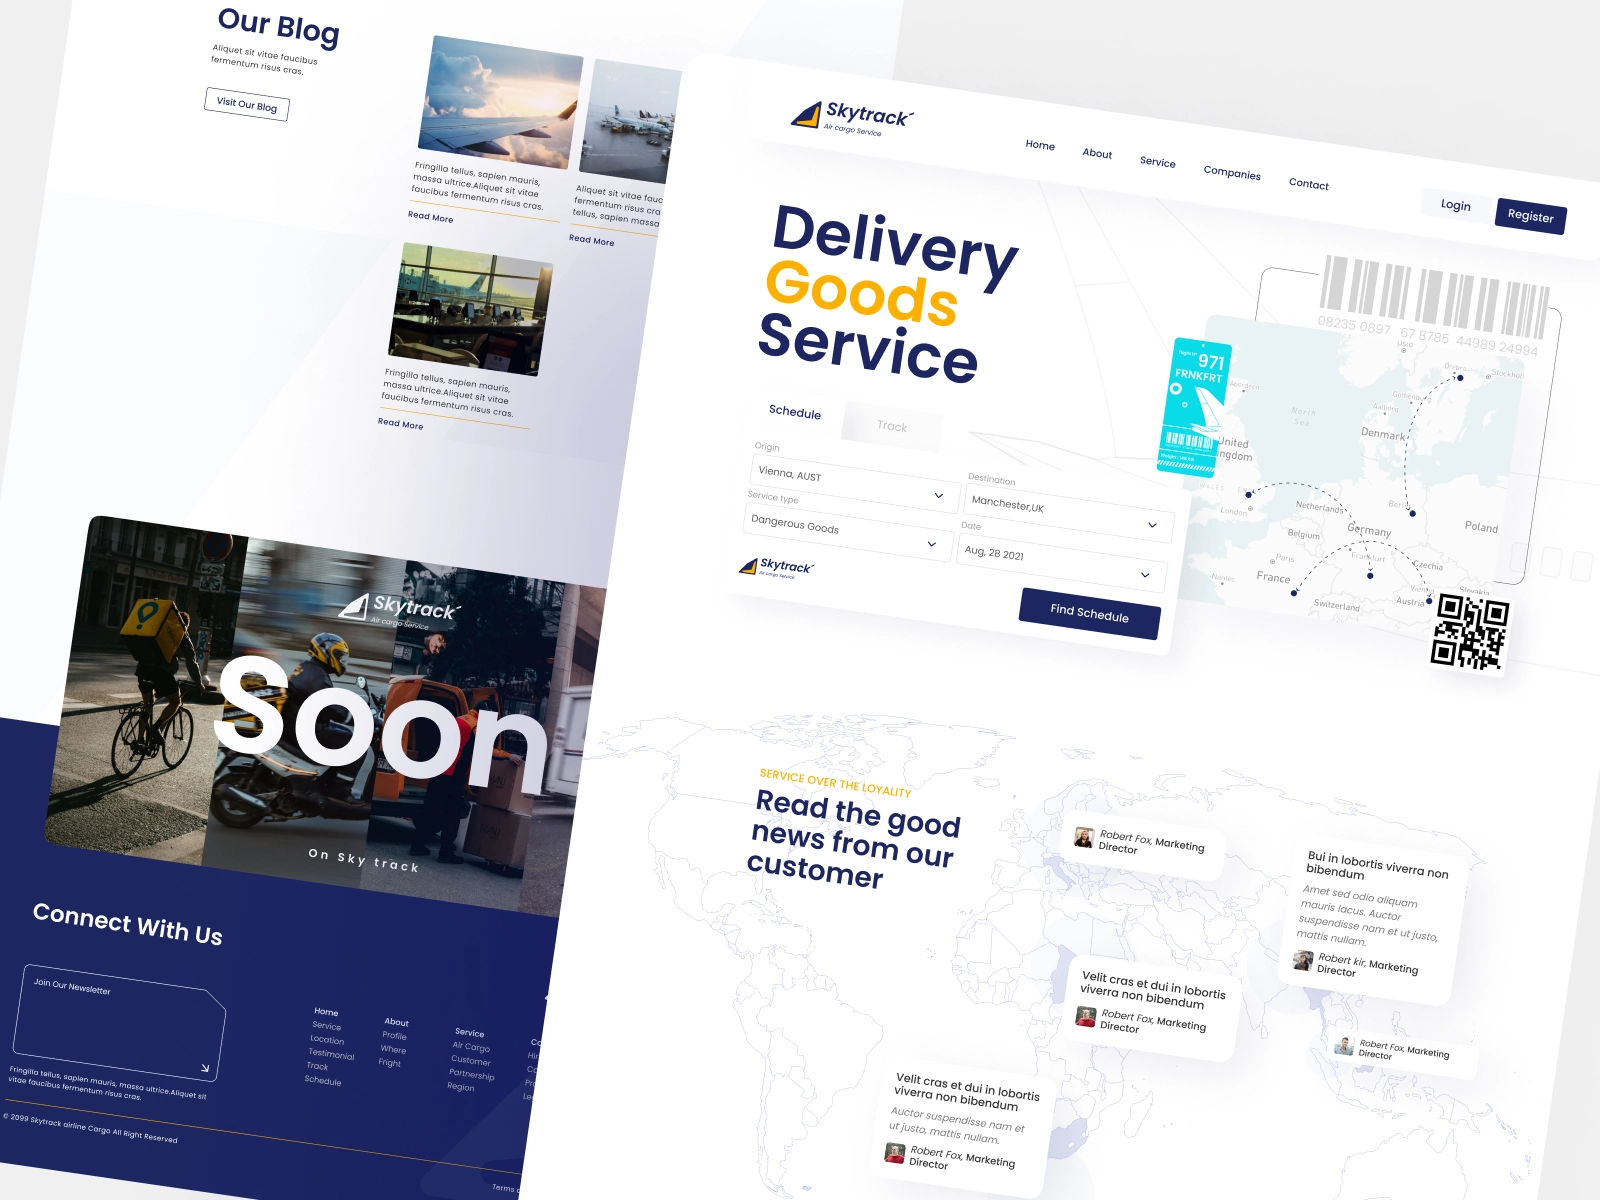 Our Blog
Aliquet sit vitae faucibus
fermentum risus cras.
Visit Our Blog
Fringilla tellus, sapien mauris,
massa ultrice.Aliquet sit vitae
faucibus fermentum risus cras.
Read More
Aliquet sit vitae fauc
fermentum risus cra
tellus, sapien massa
Read More
Fringilla tellus, sapien mauris,
massa ultrice.Aliquet sit vitae
faucibus fermentum risus cras.
Read More
Skytrack
Air cargo Service
Soon
On Sky track
Connect With Us
Join Our Newsletter
Fringilla tellus, sapien mauris, massa ultrice.Aliquet sit
vitae faucibus fermentum risus cras.
Home
Service
Location
Testimonial
Track
Schedule
About
Profile
Where
Fright
Service
Air Cargo
Customer
Partnership
Region
© 2099 Skytrack airline Cargo All Right Reserved
Terms
Skytrack
Air cargo Service
Home
About
Service
Companies
Contact
Login
Register
Delivery
Goods
Service
Schedule
Track
Origin
Vienna, AUST
Destination
Manchester,UK
Service type
Dangerous Goods
Date
Aug, 28 2021
Skytrack
Air cargo Service
Find Schedule
08235 0897 67 8785 44989 24994
971
FRNKFRT
Oslo
Örebro
Stockhol
Aberdeen
Gothenburg
Aalborg
North
Sea
Denmark
United
ngdom
WALES
London
Netherlands
Berl
Poland
Belgium
Germany
Paris
Frankfurt
Czechia
Nantes
France
Vien
Slovakia
Austria
Switzerland
SERVICE OVER THE LOYALITY
Read the good
news from our
customer
Robert Fox, Marketing
Director
Bui in lobortis viverra non
bibendum
Amet sed odio aliquam
mauris lacus. Auctor
suspendisse nam et ut justo,
mattis nullam.
Robert kir, Marketing
Director
Velit cras et dui in lobortis
viverra non bibendum
Robert Fox, Marketing
Director
Robert Fox, Marketing
Director
Velit cras et dui in lobortis
viverra non bibendum
Auctor suspendisse nam et
ut justo, mattis nullam.
Robert Fox, Marketing
Director